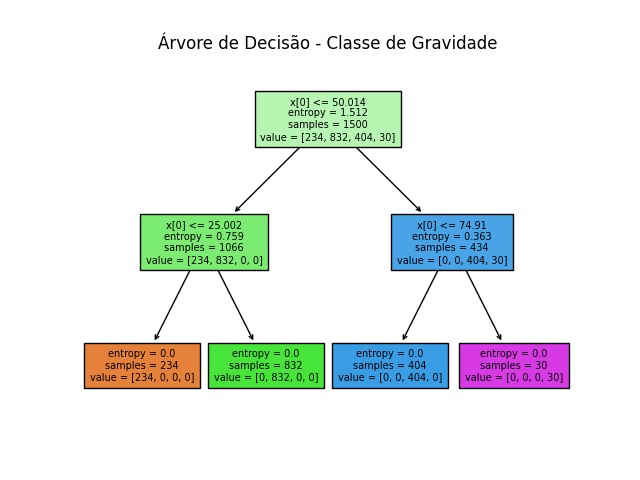 Árvore de Decisão - Classe de Gravidade
x[0] <= 50.014
entropy = 1.512
samples = 1500
value = [234, 832, 404, 30]
x[0] <= 25.002
entropy = 0.759
samples = 1066
value = [234, 832, 0, 0]
x[0] <= 74.91
entropy = 0.363
samples = 434
value = [0, 0, 404, 30]
entropy = 0.0
samples = 234
value = [234, 0, 0, 0]
entropy = 0.0
samples = 832
value = [0, 832, 0, 0]
entropy = 0.0
samples = 404
value = [0, 0, 404, 0]
entropy = 0.0
samples = 30
value = [0, 0, 0, 30]